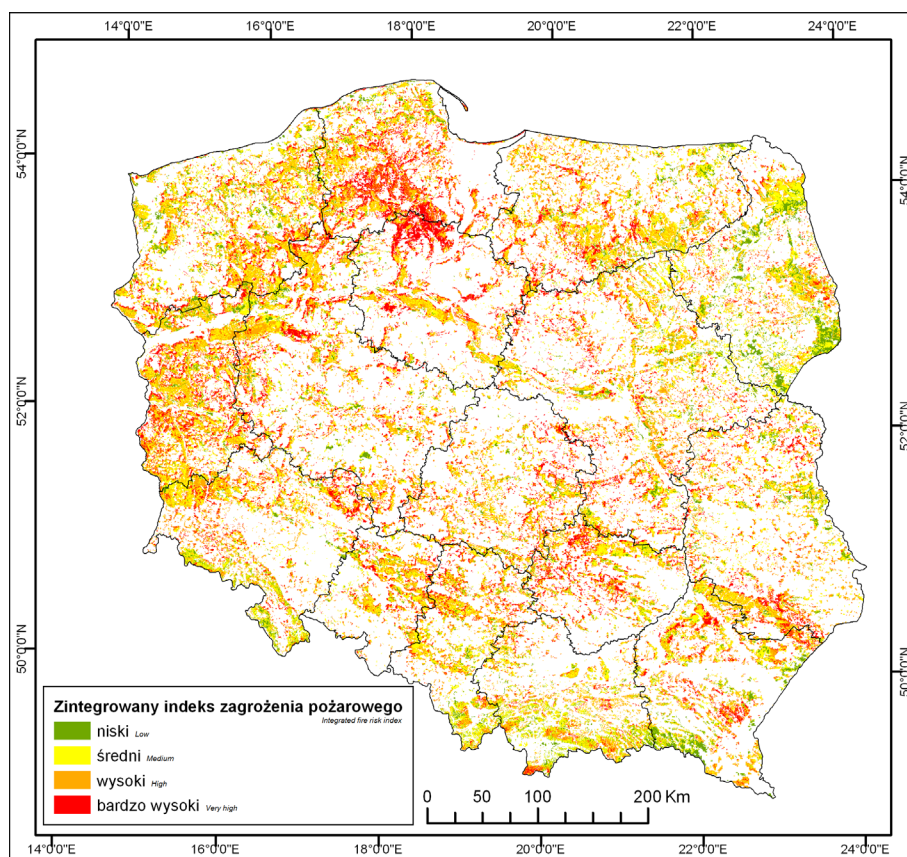 14°0'0"E 16°0'0"E 18°0'0"E 20°0'0"E 22°0'0"E 24°0'0"E
54°0'0"N
54°0'0"N
52°0'0"N
52°0'0"N
50°0'0"N
50°0'0"N
Zintegrowany indeks zagrożenia pożarowego
Integrated fire risk index
niski Low
średni Medium
wysoki High
bardzo wysoki Very high
0 50 100 200 Km
14°0'0"E 16°0'0"E 18°0'0"E 20°0'0"E 22°0'0"E 24°0'0"E